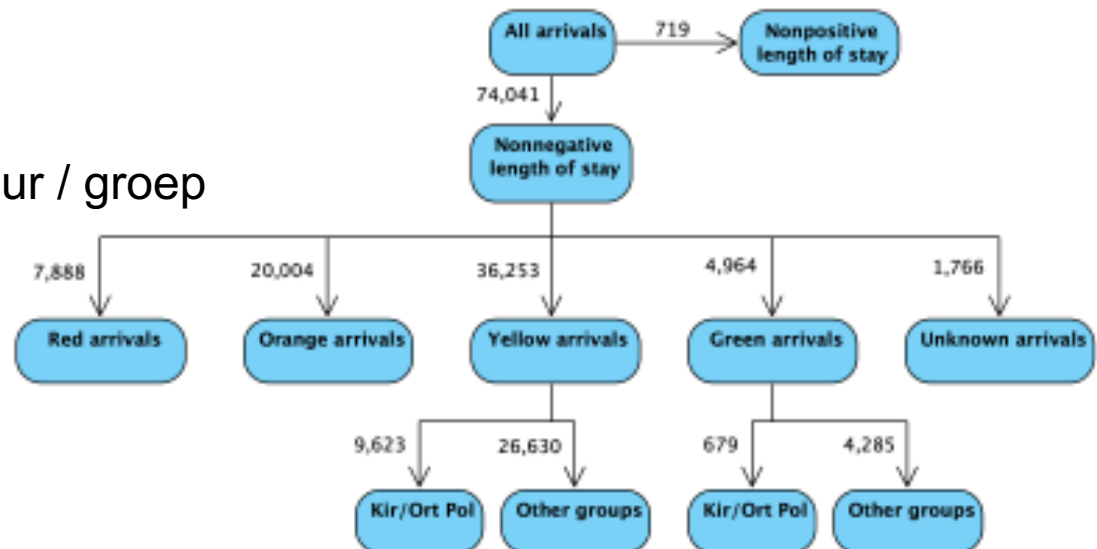 All arrivals
719
Nonpositive
length of stay
74,041
Nonnegative
length of stay
ur / groep
7,888
20,004
36,253
4,964
1,766
Red arrivals
Orange arrivals
Yellow arrivals
Green arrivals
Unknown arrivals
9,623
26,630
679
4,285
Kir/Ort Pol
Other groups
Kir/Ort Pol
Other groups